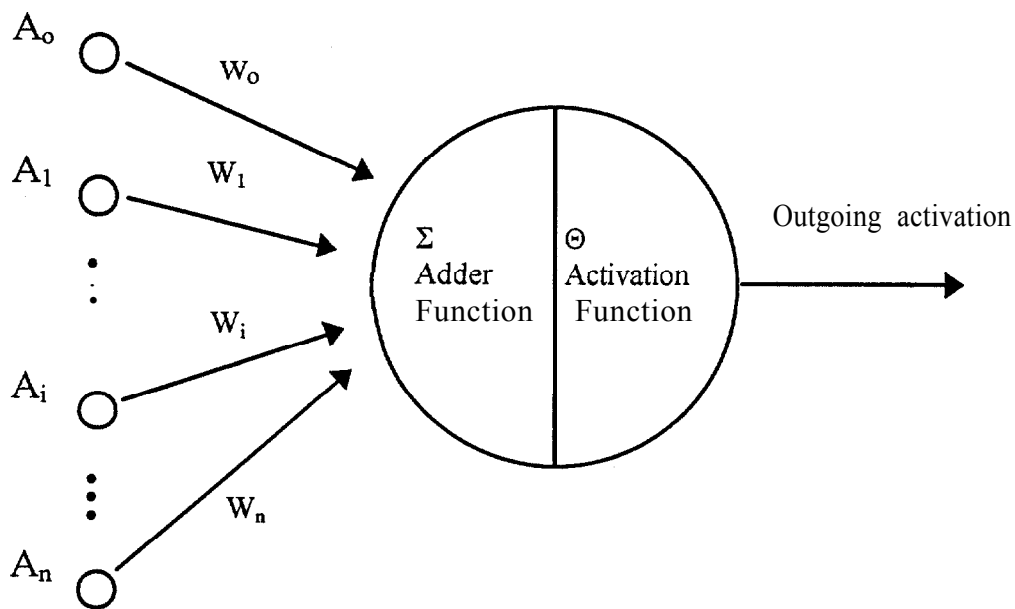 Aₒ
Wₒ
A₁
W₁
Outgoing activation
Σ
Adder
Function
Θ
Activation
Function
Wᵢ
Aᵢ
Wₙ
Aₙ